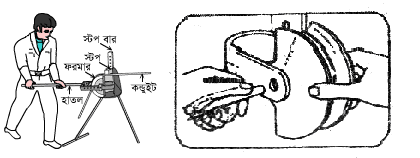 স্টপ বার
স্টপ
ফরমার
হাতল
কন্ডুইট